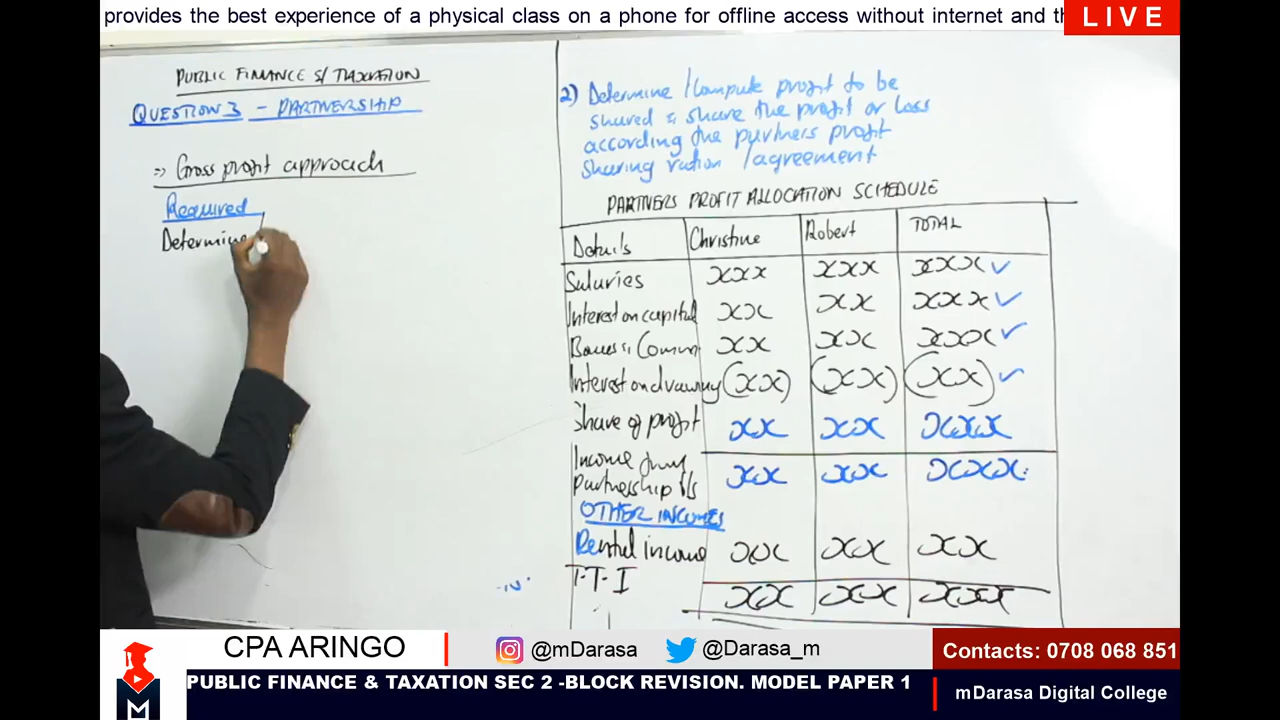 provides the best experience of a physical class on a phone for offline access without internet and th
LIVE
PUBLIC FINANCE & TAXATION
QUESTION 3 - PARTNERSHIP
=> Gross profit approach
Required
Determine
2) Determine / Compute profit to be
shared & share the profit or loss
according the partners profit
sharing ration / agreement
PARTNERS PROFIT ALLOCATION SCHEDULE
Details Christine Robert TOTAL
Salaries xxx xxx xxx ✓
Interest on capital xx xx xxx ✓
Bonus & Comm xx xx xxx ✓
Interest on drawing (xx) (xx) (xx) ✓
Share of profit xx xx xxx
Income from
Partnership xx xx xxx
OTHER INCOMES
Rental income xx xx xx
T.T.I xx xx xxx
CPA ARINGO
@mDarasa
@Darasa_m
Contacts: 0708 068 851
PUBLIC FINANCE & TAXATION SEC 2 -BLOCK REVISION. MODEL PAPER 1
mDarasa Digital College
M